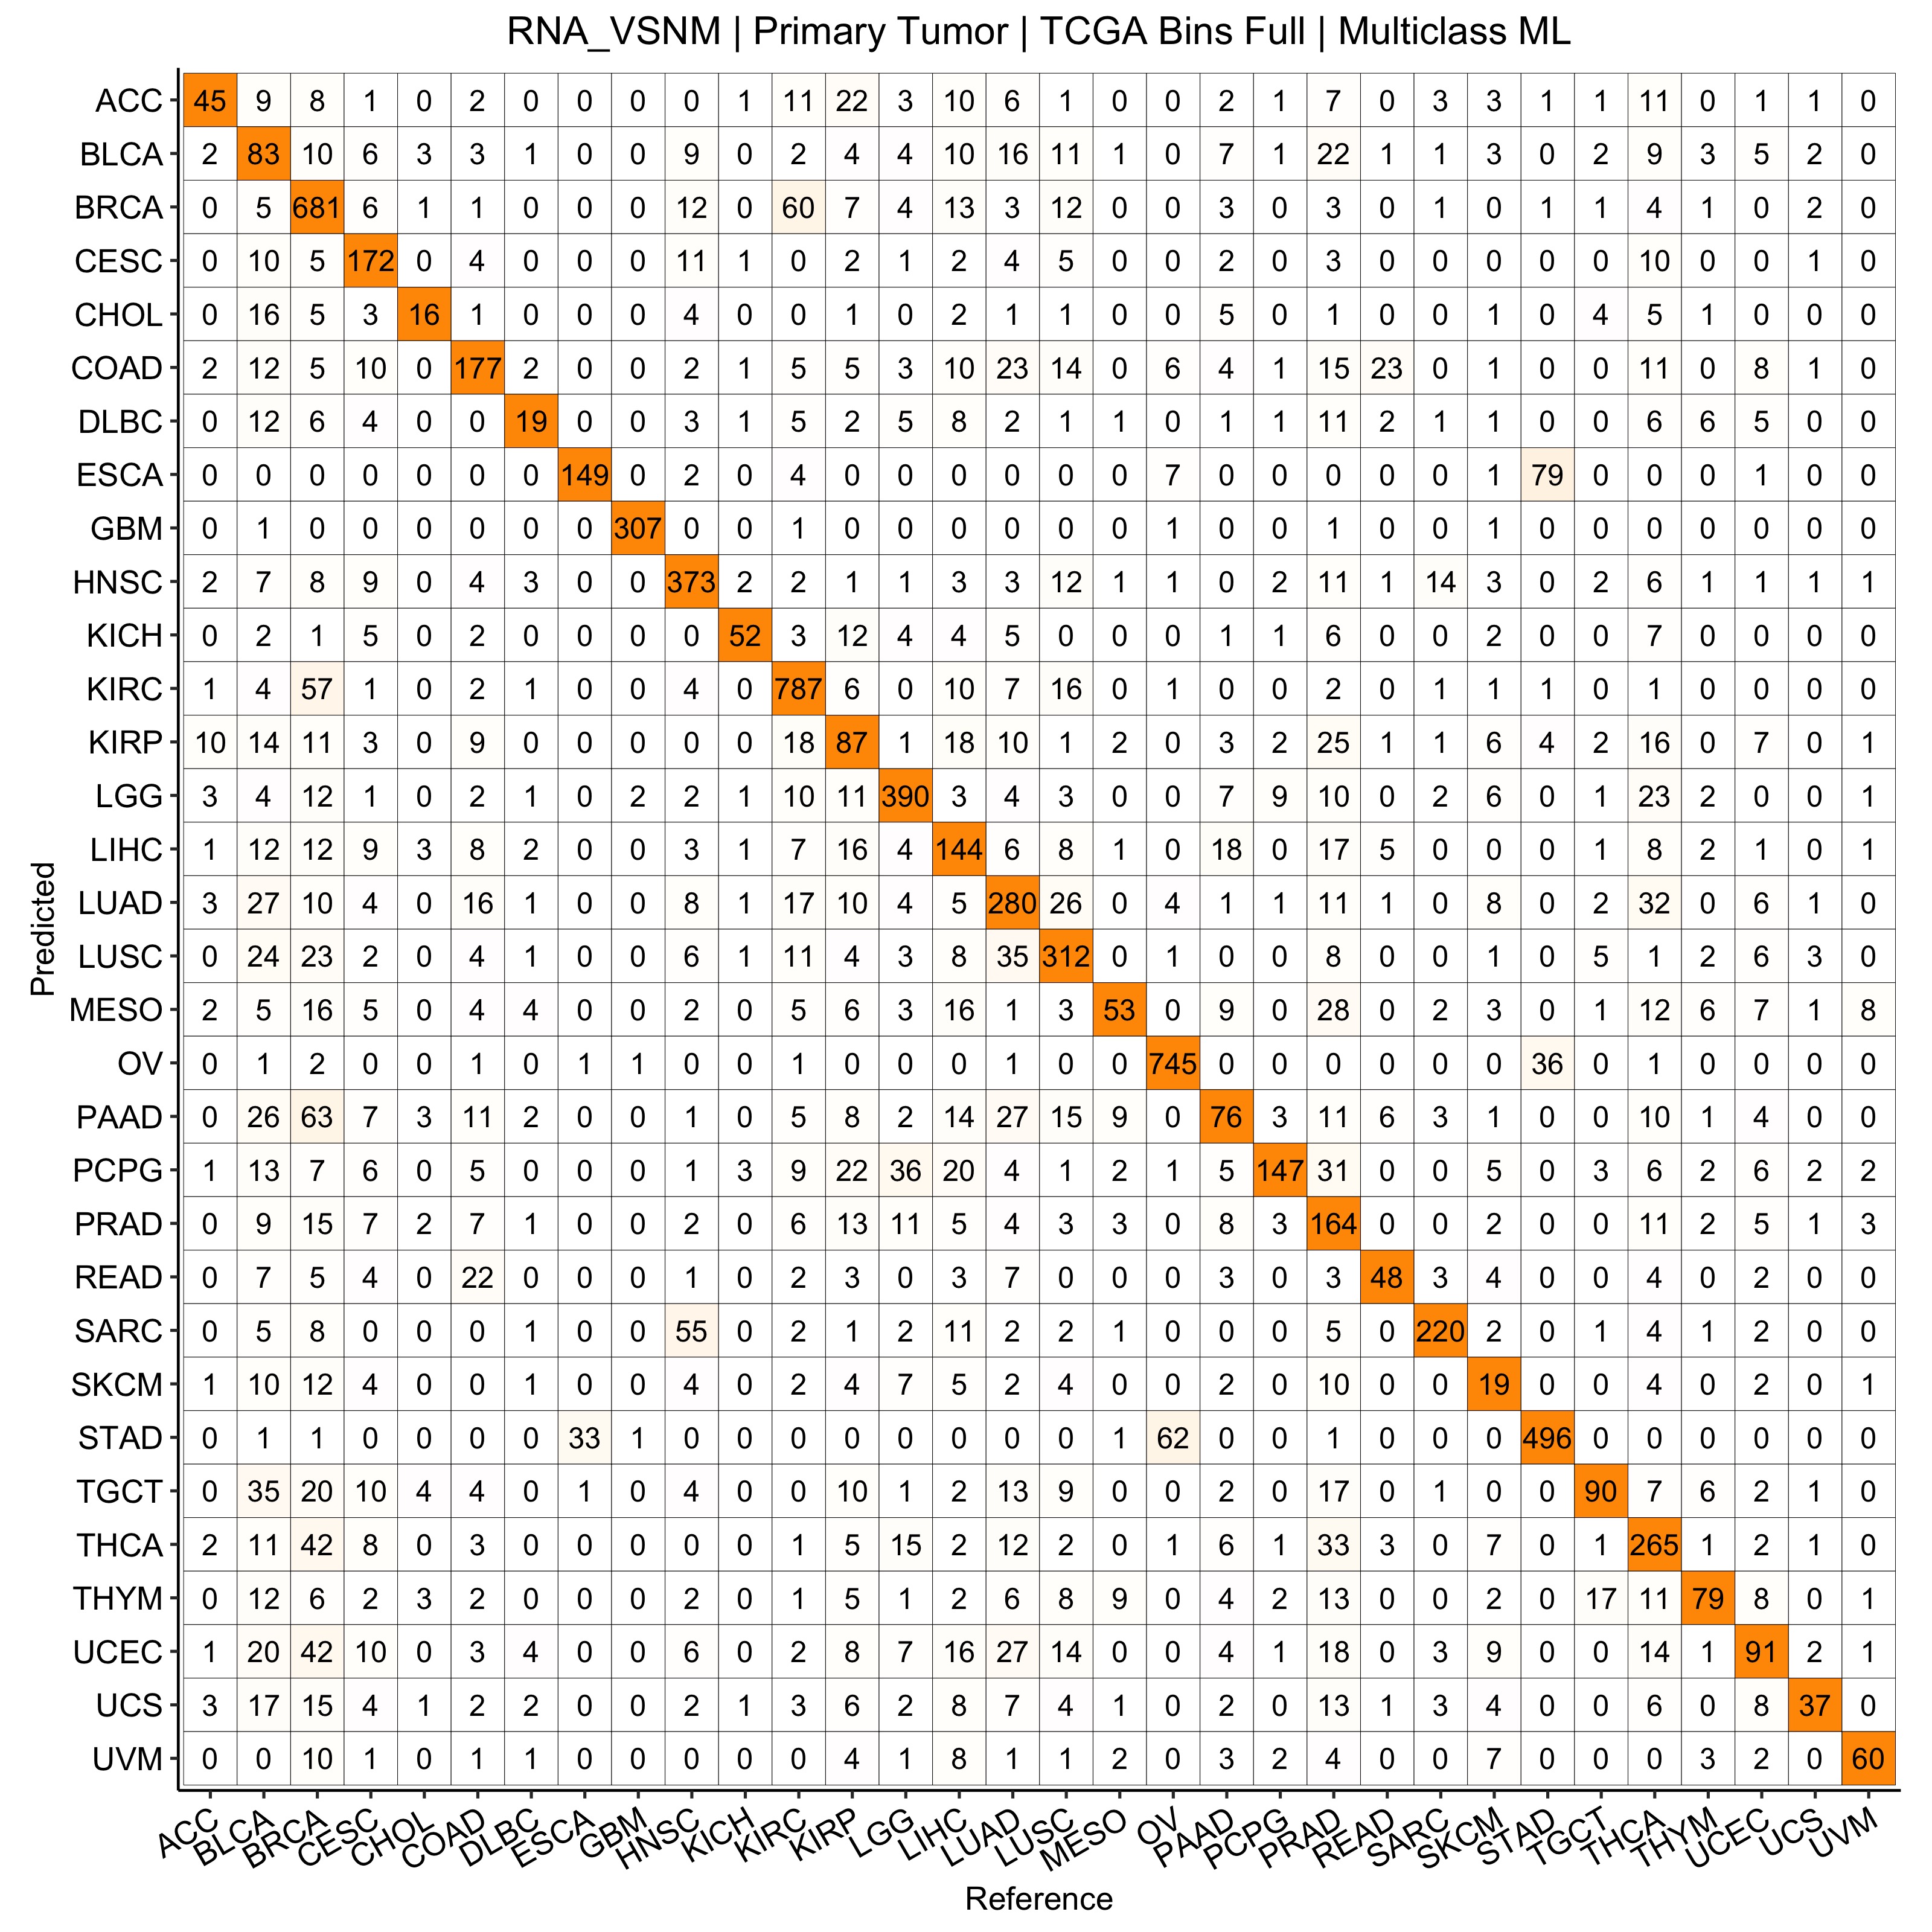 RNA_VSNM | Primary Tumor | TCGA Bins Full | Multiclass ML
ACC 45 9 8 1 0 2 0 0 0 0 1 11 22 3 10 6 1 0 0 2 1 7 0 3 3 1 1 11 0 1 1 0
BLCA 2 83 10 6 3 3 1 0 0 9 0 2 4 4 10 16 11 1 0 7 1 22 1 1 3 0 2 9 3 5 2 0
BRCA 0 5 681 6 1 1 0 0 0 12 0 60 7 4 13 3 12 0 0 3 0 3 0 1 0 1 1 4 1 0 2 0
CESC 0 10 5 172 0 4 0 0 0 11 1 0 2 1 2 4 5 0 0 2 0 3 0 0 0 0 0 10 0 0 1 0
CHOL 0 16 5 3 16 1 0 0 0 4 0 0 1 0 2 1 1 0 0 5 0 1 0 0 1 0 4 5 1 0 0 0
COAD 2 12 5 10 0 177 2 0 0 2 1 5 5 3 10 23 14 0 6 4 1 15 23 0 1 0 0 11 0 8 1 0
DLBC 0 12 6 4 0 0 19 0 0 3 1 5 2 5 8 2 1 1 0 1 1 11 2 1 1 0 0 6 6 5 0 0
ESCA 0 0 0 0 0 0 0 149 0 2 0 4 0 0 0 0 0 0 7 0 0 0 0 0 1 79 0 0 0 1 0 0
GBM 0 1 0 0 0 0 0 0 307 0 0 1 0 0 0 0 0 0 1 0 0 1 0 0 1 0 0 0 0 0 0 0
HNSC 2 7 8 9 0 4 3 0 0 373 2 2 1 1 3 3 12 1 1 0 2 11 1 14 3 0 2 6 1 1 1 1
KICH 0 2 1 5 0 2 0 0 0 0 52 3 12 4 4 5 0 0 0 1 1 6 0 0 2 0 0 7 0 0 0 0
KIRC 1 4 57 1 0 2 1 0 0 4 0 787 6 0 10 7 16 0 1 0 0 2 0 1 1 1 0 1 0 0 0 0
KIRP 10 14 11 3 0 9 0 0 0 0 0 18 87 1 18 10 1 2 0 3 2 25 1 1 6 4 2 16 0 7 0 1
LGG 3 4 12 1 0 2 1 0 2 2 1 10 11 390 3 4 3 0 0 7 9 10 0 2 6 0 1 23 2 0 0 1
LIHC 1 12 12 9 3 8 2 0 0 3 1 7 16 4 144 6 8 1 0 18 0 17 5 0 0 0 1 8 2 1 0 1
LUAD 3 27 10 4 0 16 1 0 0 8 1 17 10 4 5 280 26 0 4 1 1 11 1 0 8 0 2 32 0 6 1 0
LUSC 0 24 23 2 0 4 1 0 0 6 1 11 4 3 8 35 312 0 1 0 0 8 0 0 1 0 5 1 2 6 3 0
MESO 2 5 16 5 0 4 4 0 0 2 0 5 6 3 16 1 3 53 0 9 0 28 0 2 3 0 1 12 6 7 1 8
OV 0 1 2 0 0 1 0 1 1 0 0 1 0 0 0 1 0 0 745 0 0 0 0 0 0 36 0 1 0 0 0 0
PAAD 0 26 63 7 3 11 2 0 0 1 0 5 8 2 14 27 15 9 0 76 3 11 6 3 1 0 0 10 1 4 0 0
PCPG 1 13 7 6 0 5 0 0 0 1 3 9 22 36 20 4 1 2 1 5 147 31 0 0 5 0 3 6 2 6 2 2
PRAD 0 9 15 7 2 7 1 0 0 2 0 6 13 11 5 4 3 3 0 8 3 164 0 0 2 0 0 11 2 5 1 3
READ 0 7 5 4 0 22 0 0 0 1 0 2 3 0 3 7 0 0 0 3 0 3 48 3 4 0 0 4 0 2 0 0
SARC 0 5 8 0 0 0 1 0 0 55 0 2 1 2 11 2 2 1 0 0 0 5 0 220 2 0 1 4 1 2 0 0
SKCM 1 10 12 4 0 0 1 0 0 4 0 2 4 7 5 2 4 0 0 2 0 10 0 0 19 0 0 4 0 2 0 1
STAD 0 1 1 0 0 0 0 33 1 0 0 0 0 0 0 0 0 1 62 0 0 1 0 0 0 496 0 0 0 0 0 0
TGCT 0 35 20 10 4 4 0 1 0 4 0 0 10 1 2 13 9 0 0 2 0 17 0 1 0 0 90 7 6 2 1 0
THCA 2 11 42 8 0 3 0 0 0 0 0 1 5 15 2 12 2 0 1 6 1 33 3 0 7 0 1 265 1 2 1 0
THYM 0 12 6 2 3 2 0 0 0 2 0 1 5 1 2 6 8 9 0 4 2 13 0 0 2 0 17 11 79 8 0 1
UCEC 1 20 42 10 0 3 4 0 0 6 0 2 8 7 16 27 14 0 0 4 1 18 0 3 9 0 0 14 1 91 2 1
UCS 3 17 15 4 1 2 2 0 0 2 1 3 6 2 8 7 4 1 0 2 0 13 1 3 4 0 0 6 0 8 37 0
UVM 0 0 10 1 0 1 1 0 0 0 0 0 4 1 8 1 1 2 0 3 2 4 0 0 7 0 0 0 3 2 0 60
Predicted
ACC BLCA BRCA CESC CHOL COAD DLBC ESCA GBM HNSC KICH KIRC KIRP LGG LIHC LUAD LUSC MESO OV PAAD PCPG PRAD READ SARC SKCM STAD TGCT THCA THYM UCEC UCS UVM
Reference